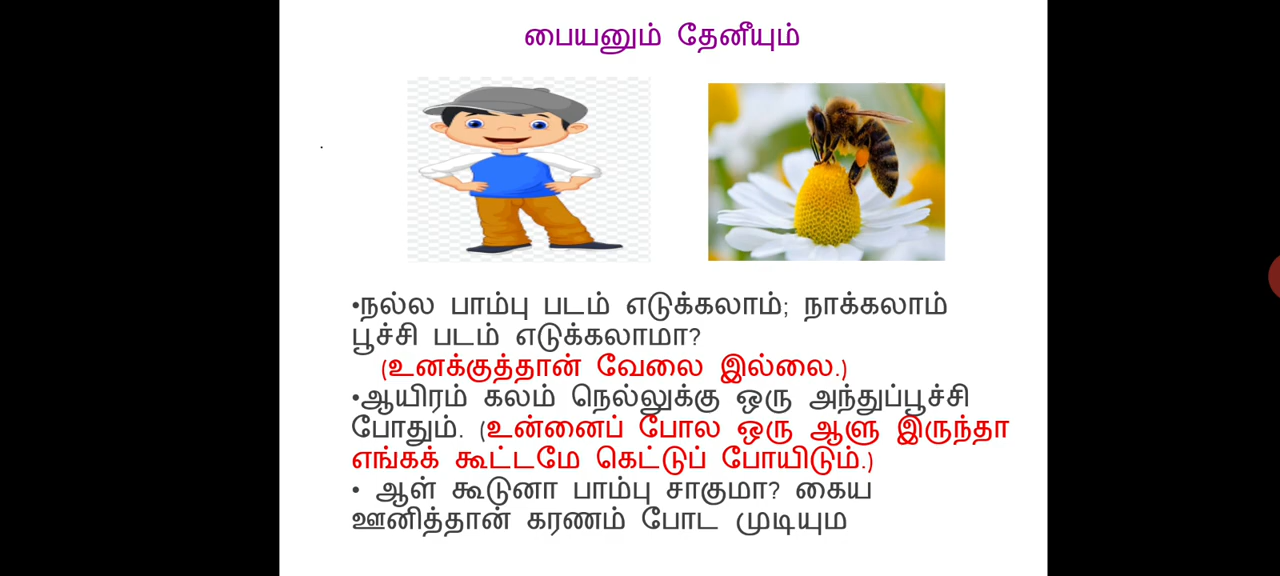 பையனும் தேனீயும்
•நல்ல பாம்பு படம் எடுக்கலாம்; நாக்கலாம்
பூச்சி படம் எடுக்கலாமா?
(உனக்குத்தான் வேலை இல்லை.)
•ஆயிரம் கலம் நெல்லுக்கு ஒரு அந்துப்பூச்சி
போதும். (உன்னைப் போல ஒரு ஆளு இருந்தா
எங்கக் கூட்டமே கெட்டுப் போயிடும்.)
• ஆள் கூடுனா பாம்பு சாகுமா? கைய
ஊனித்தான் கரணம் போட முடியும